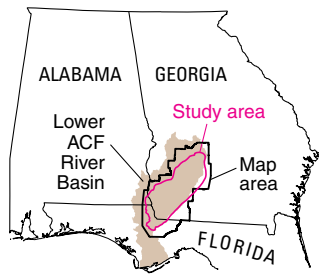 ALABAMA
GEORGIA
Study area
Lower
ACF
River
Basin
Map
area
FLORIDA